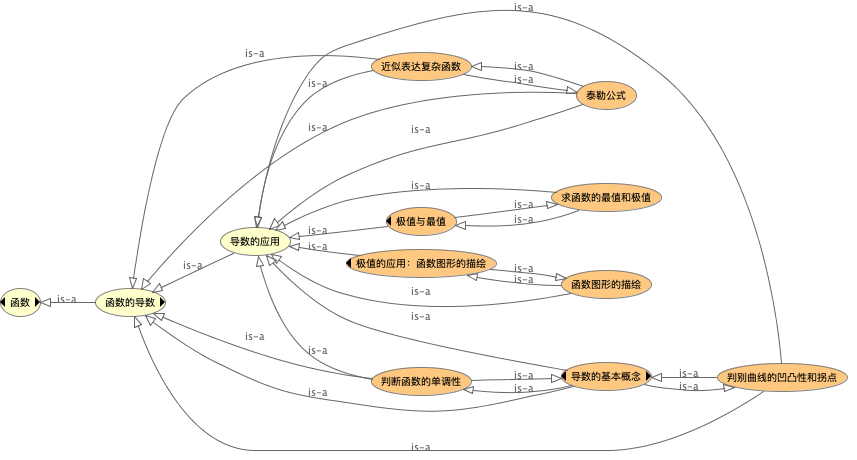 is-a
is-a
近似表达复杂函数
is-a
is-a
is-a
泰勒公式
is-a
is-a
is-a
求函数的最值和极值
is-a
极值与最值
is-a
is-a
导数的应用
is-a
极值的应用：函数图形的描绘
is-a
is-a
is-a
函数图形的描绘
is-a
函数
is-a
函数的导数
is-a
is-a
is-a
判断函数的单调性
is-a
is-a
导数的基本概念
is-a
is-a
判别曲线的凹凸性和拐点
is-a
is-a